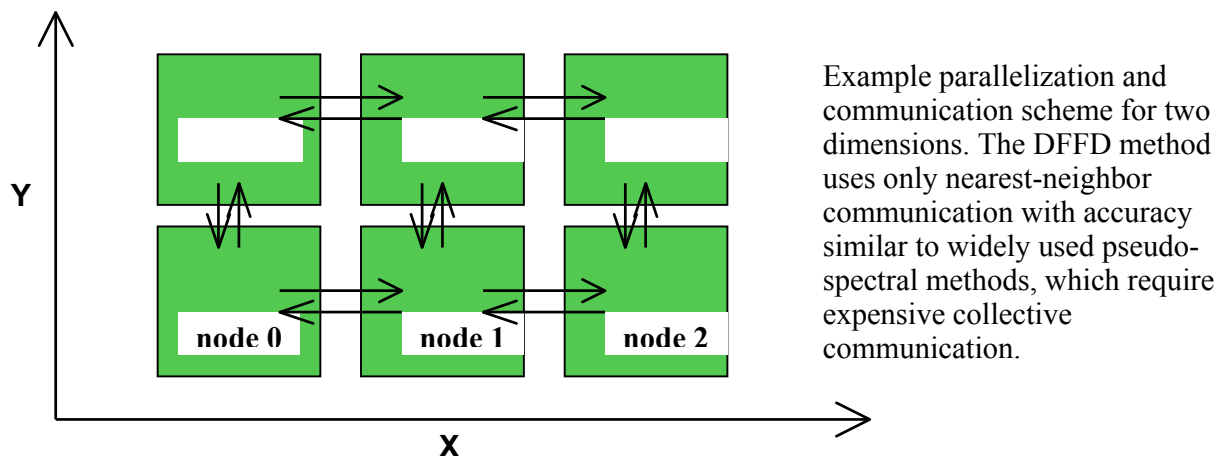 Y
node 0
node 1
node 2
X
Example parallelization and
communication scheme for two
dimensions. The DFFD method
uses only nearest-neighbor
communication with accuracy
similar to widely used pseudo-
spectral methods, which require
expensive collective
communication.